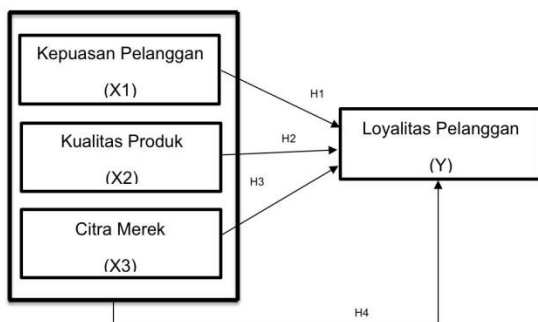 Kepuasan Pelanggan
(X1)
H1
Kualitas Produk
(X2)
H2
Loyalitas Pelanggan
(Y)
H3
Citra Merek
(X3)
H4